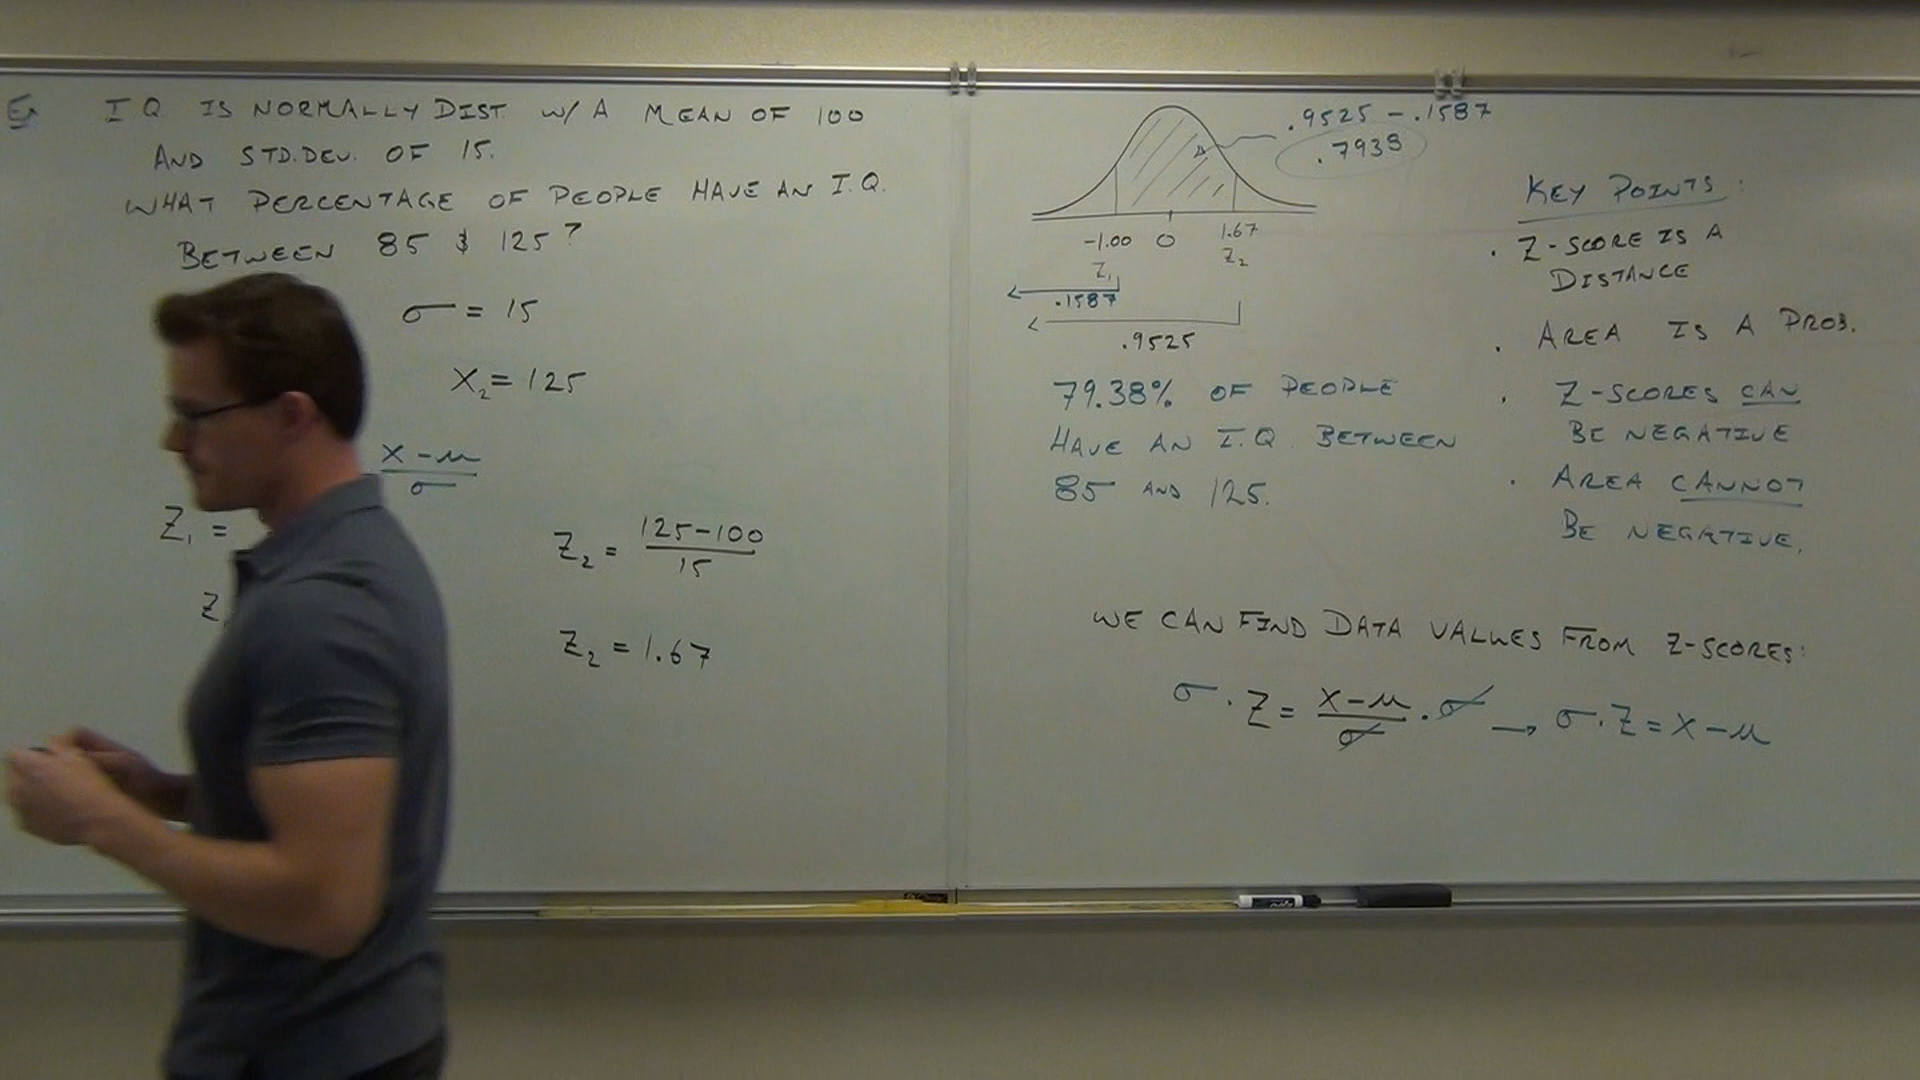 Ex I Q IS NORMALLY DIST. W/ A MEAN OF 100
AND STD.DEV. OF 15.
WHAT PERCENTAGE OF PEOPLE HAVE AN I.Q.
BETWEEN 85 & 125?
σ = 15
X₂ = 125
X - μ
σ
Z₁ =
Z₂ = 125-100
15
Z₂ = 1.67
.9525 - .1587
.7938
-1.00 0 1.67
Z₁ Z₂
.1587
.9525
79.38% OF PEOPLE
HAVE AN I.Q. BETWEEN
85 AND 125.
KEY POINTS:
· Z-SCORE IS A
DISTANCE
· AREA IS A PROB.
· Z-SCORES CAN
BE NEGATIVE
· AREA CANNOT
BE NEGATIVE.
WE CAN FIND DATA VALUES FROM Z-SCORES:
σ · Z = X-μ · σ → σ·Z = X-μ
σ